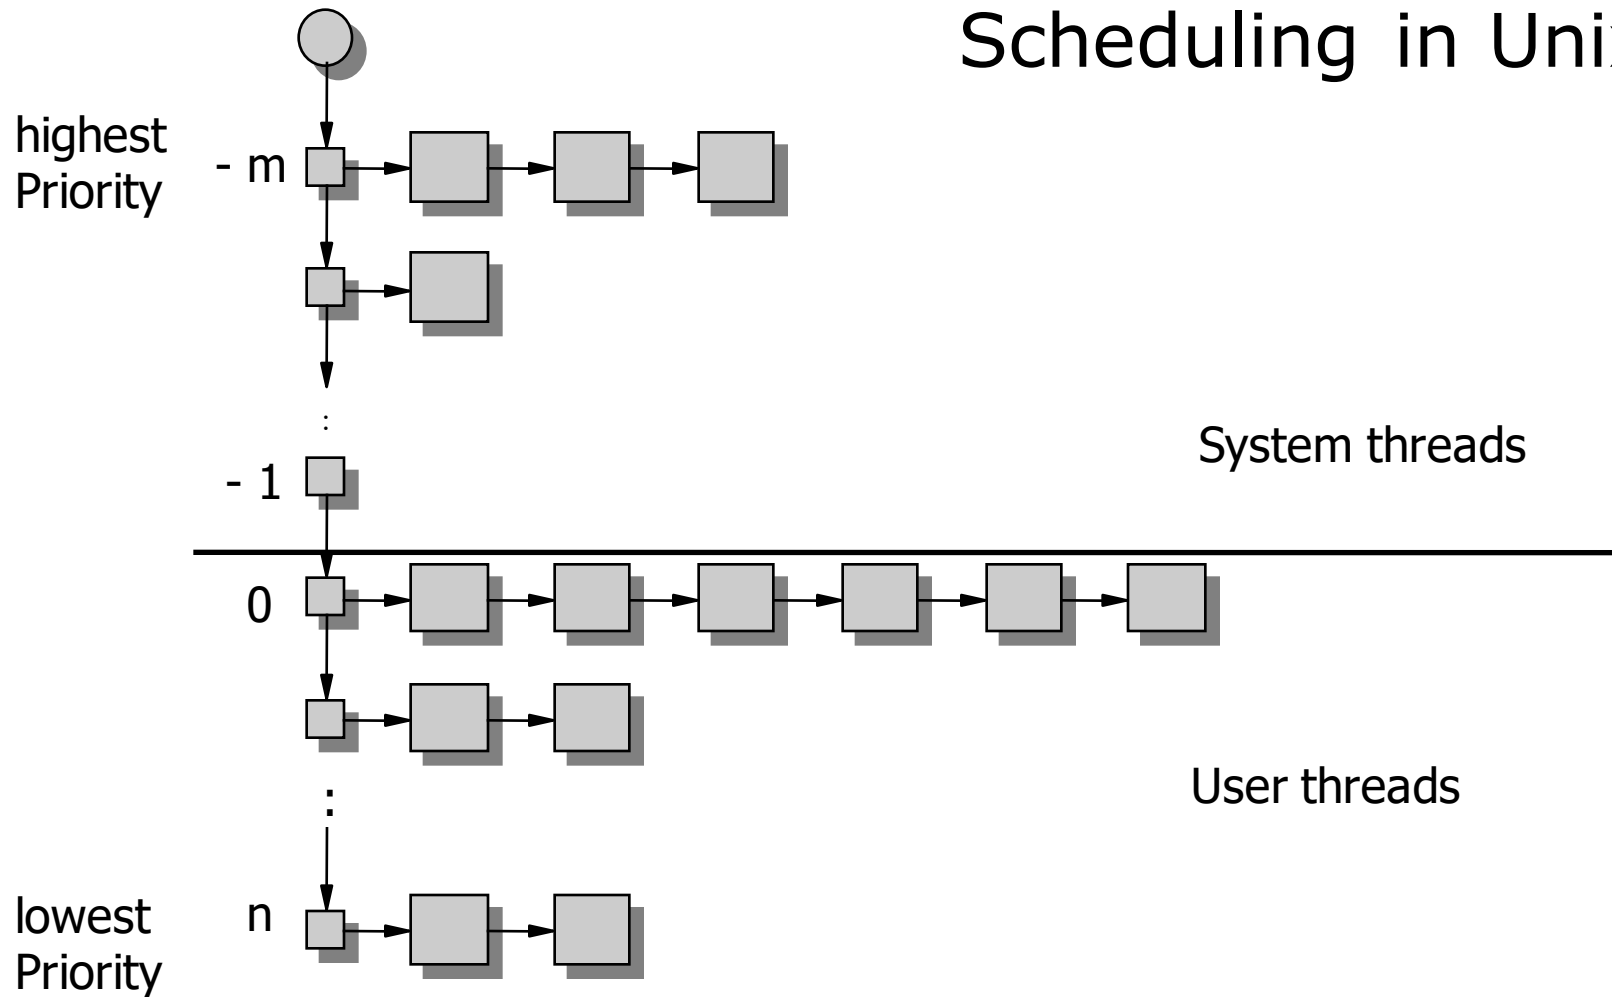 Scheduling in Uni
highest
Priority
- m
:
System threads
- 1
0
User threads
:
lowest
Priority
n